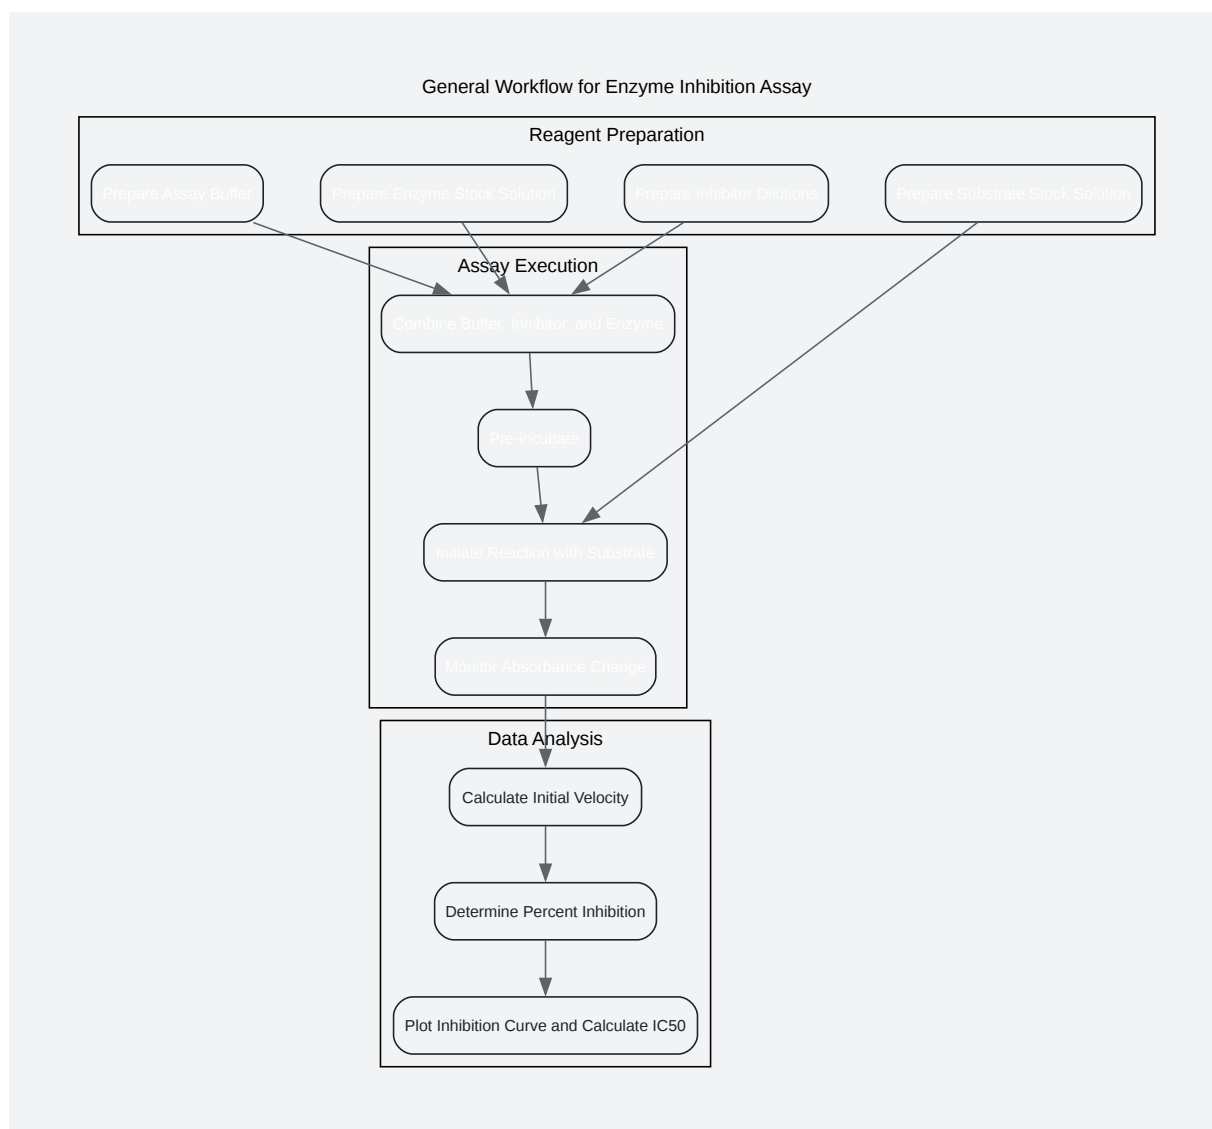 General Workflow for Enzyme Inhibition Assay
Reagent Preparation
Prepare Assay Buffer
Prepare Enzyme Stock Solution
Prepare Inhibitor Dilutions
Prepare Substrate Stock Solution
Assay Execution
Combine Buffer, Inhibitor, and Enzyme
Pre-incubate
Initiate Reaction with Substrate
Monitor Absorbance Change
Data Analysis
Calculate Initial Velocity
Determine Percent Inhibition
Plot Inhibition Curve and Calculate IC50